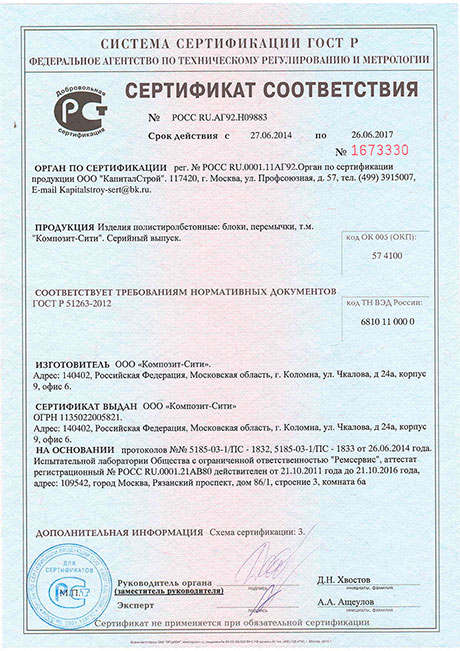 СИСТЕМА СЕРТИФИКАЦИИ ГОСТ Р
ФЕДЕРАЛЬНОЕ АГЕНТСТВО ПО ТЕХНИЧЕСКОМУ РЕГУЛИРОВАНИЮ И МЕТРОЛОГИИ
Добровольная
сертификация
СЕРТИФИКАТ СООТВЕТСТВИЯ
№ РОСС RU.АГ92.Н09883
Срок действия с 27.06.2014 по 26.06.2017
№ 1673330
ОРГАН ПО СЕРТИФИКАЦИИ рег. № РОСС RU.0001.11АГ92.Орган по сертификации
продукции ООО "КапиталСтрой". 117420, г. Москва, ул. Профсоюзная, д. 57, тел. (499) 3915007,
E-mail Kapitalstroy-sert@bk.ru.
ПРОДУКЦИЯ Изделия полистиролбетонные: блоки, перемычки, т.м.
"Композит-Сити". Серийный выпуск.
код ОК 005 (ОКП):
57 4100
СООТВЕТСТВУЕТ ТРЕБОВАНИЯМ НОРМАТИВНЫХ ДОКУМЕНТОВ
ГОСТ Р 51263-2012
код ТН ВЭД России:
6810 11 000 0
ИЗГОТОВИТЕЛЬ ООО «Композит-Сити».
Адрес: 140402, Российская Федерация, Московская область, г. Коломна, ул. Чкалова, д 24а, корпус
9, офис 6.
СЕРТИФИКАТ ВЫДАН ООО «Композит-Сити»
ОГРН 1135022005821.
Адрес: 140402, Российская Федерация, Московская область, г. Коломна, ул. Чкалова, д 24а, корпус
9, офис 6.
НА ОСНОВАНИИ протоколов №№ 5185-03-1/ПС - 1832, 5185-03-1/ПС - 1833 от 26.06.2014 года.
Испытательной лаборатории Общества с ограниченной ответственностью "Ремсервис", аттестат
регистрационный № РОСС RU.0001.21АВ80 действителен от 21.10.2011 года до 21.10.2016 года,
адрес: 109542, город Москва, Рязанский проспект, дом 86/1, строение 3, комната 6а
ДОПОЛНИТЕЛЬНАЯ ИНФОРМАЦИЯ Схема сертификации: 3.
ДЛЯ
СЕРТИФИКАТОВ
М.П.
Руководитель органа
(заместитель руководителя)
подпись
Д.Н. Хвостов
инициалы, фамилия
Эксперт
подпись
А.А. Ащеулов
инициалы, фамилия
Сертификат не применяется при обязательной сертификации